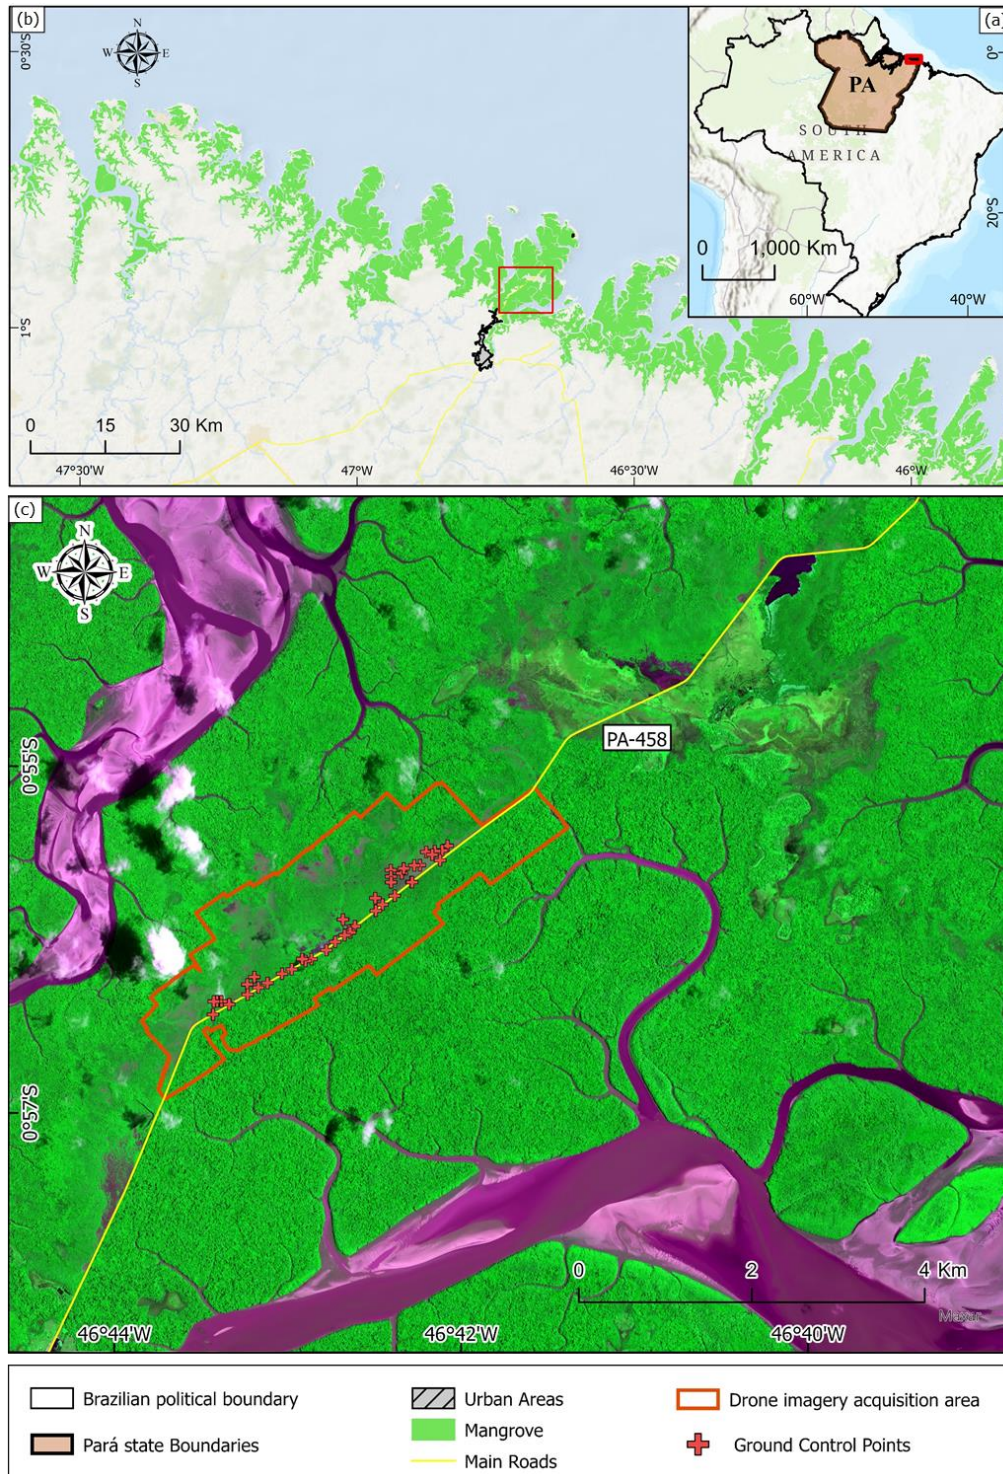 (b)
N
W E
S
0°30'S
1°S
0 15 30 Km
47°30'W 47°W 46°30'W 46°W
(a)
PA
SOUTH
AMERICA
0 1,000 Km
0°
20°S
60°W 40°W
(c)
N
W E
S
PA-458
0°55'S
0°57'S
0 2 4 Km
Maxar
46°44'W 46°42'W 46°40'W
Brazilian political boundary
Pará state Boundaries
Urban Areas
Mangrove
Main Roads
Drone imagery acquisition area
Ground Control Points